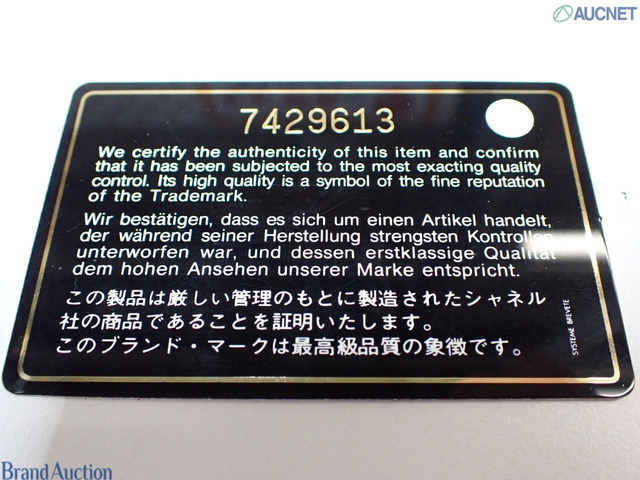 AUCNET
7429613
We certify the authenticity of this item and confirm
that it has been subjected to the most exacting quality
control. Its high quality is a symbol of the fine reputation
of the Trademark.
Wir bestätigen, dass es sich um einen Artikel handelt,
der während seiner Herstellung strengsten Kontrollen
unterworfen war, und dessen erstklassige Qualität
dem hohen Ansehen unserer Marke entspricht.
この製品は厳しい管理のもとに製造されたシャネル
社の商品であることを証明いたします。
このブランド・マークは最高級品質の象徴です。
SYSTEME BREVETE
Brand Auction